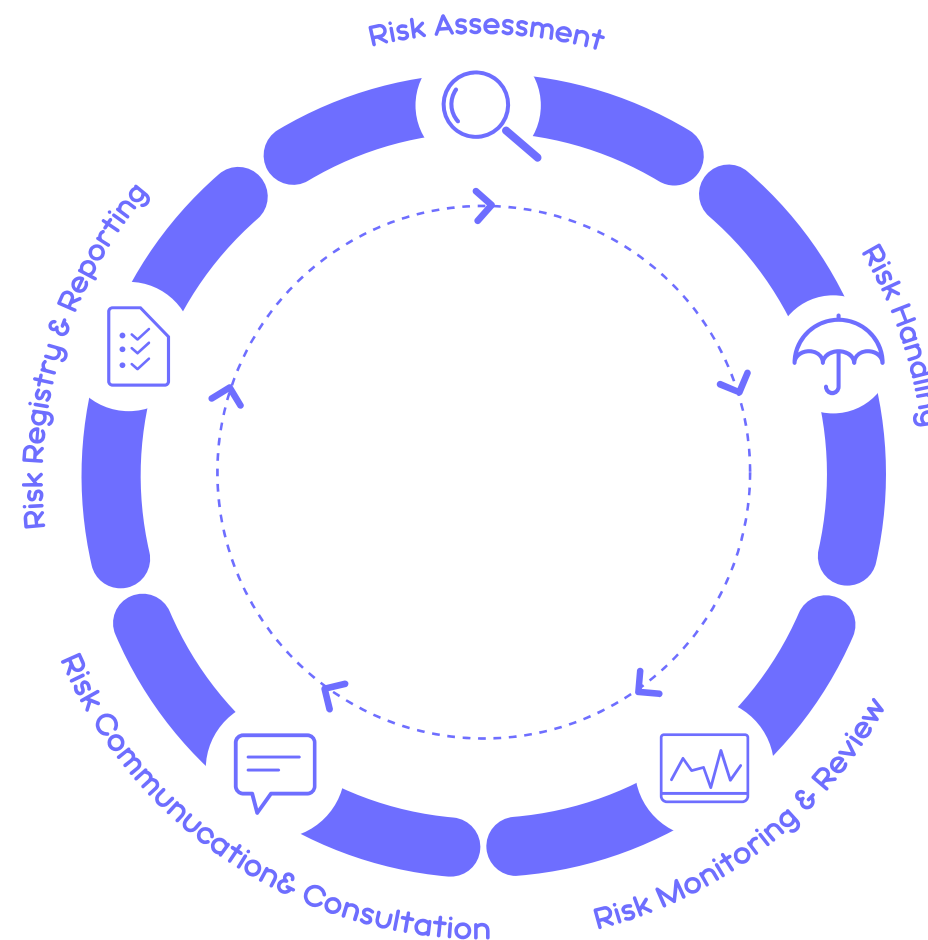 Risk Assessment
Risk Handling
Risk Monitoring & Review
Risk Communucation& Consultation
Risk Registry & Reporting